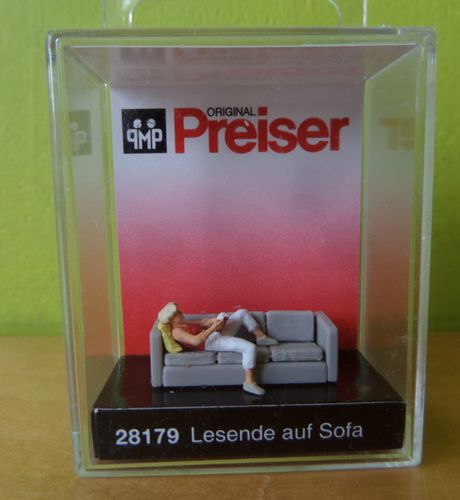 ORIGINAL
PMP Preiser
28179 Lesende auf Sofa